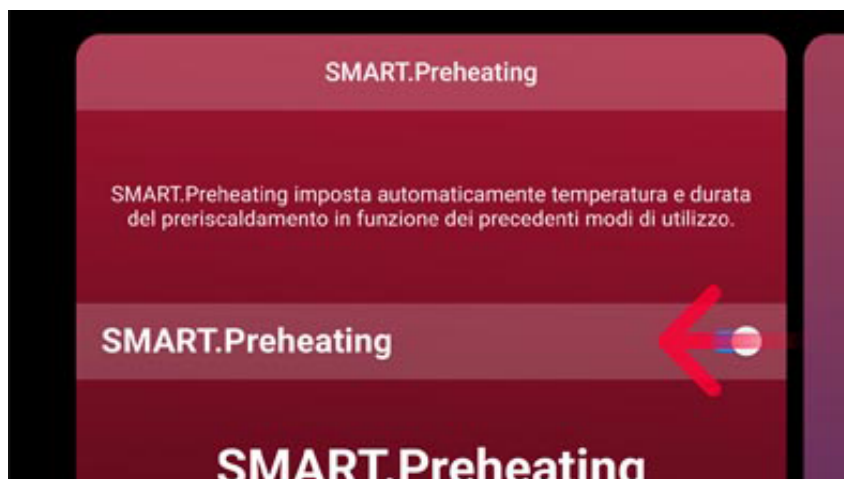 SMART.Preheating
SMART.Preheating imposta automaticamente temperatura e durata
del preriscaldamento in funzione dei precedenti modi di utilizzo.
SMART.Preheating
SMART.Preheating